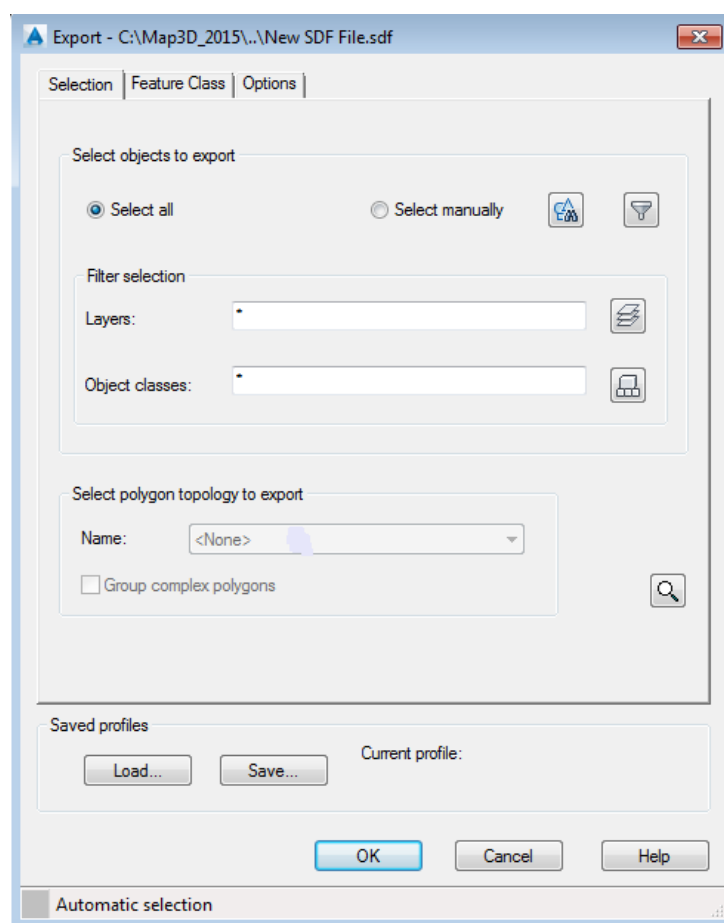 Export - C:\Map3D_2015\..\New SDF File.sdf
Selection Feature Class Options
Select objects to export
Select all Select manually
Filter selection
Layers: *
Object classes: *
Select polygon topology to export
Name: <None>
Group complex polygons
Saved profiles
Load... Save... Current profile:
OK Cancel Help
Automatic selection